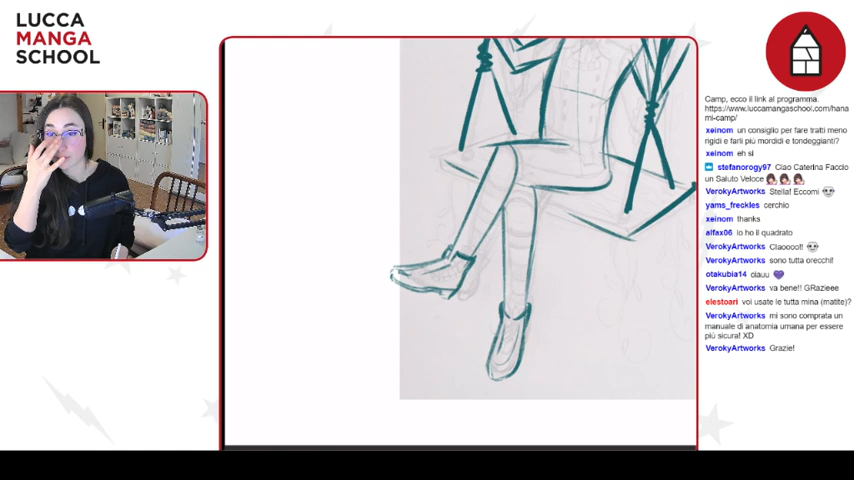 LUCCA
MANGA
SCHOOL
Camp, ecco il link al programma.
https://www.luccamangaschool.com/hana
mi-camp/
xeinom un consiglio per fare tratti meno
rigidi e farli più mordidi e tondeggianti?
xeinom eh si
stefanorogy97 Ciao Caterina Faccio
un Saluto Veloce
VerokyArtworks Stella! Eccomi
yams_freckles cerchio
xeinom thanks
alfax06 Io ho il quadrato
VerokyArtworks Ciaoooo!!
VerokyArtworks sono tutta orecchi!
otakubia14 ciauu
VerokyArtworks va bene!! GRazieee
elestoari voi usate le tutta mina (matite)?
VerokyArtworks mi sono comprata un
manuale di anatomia umana per essere
più sicura! XD
VerokyArtworks Grazie!